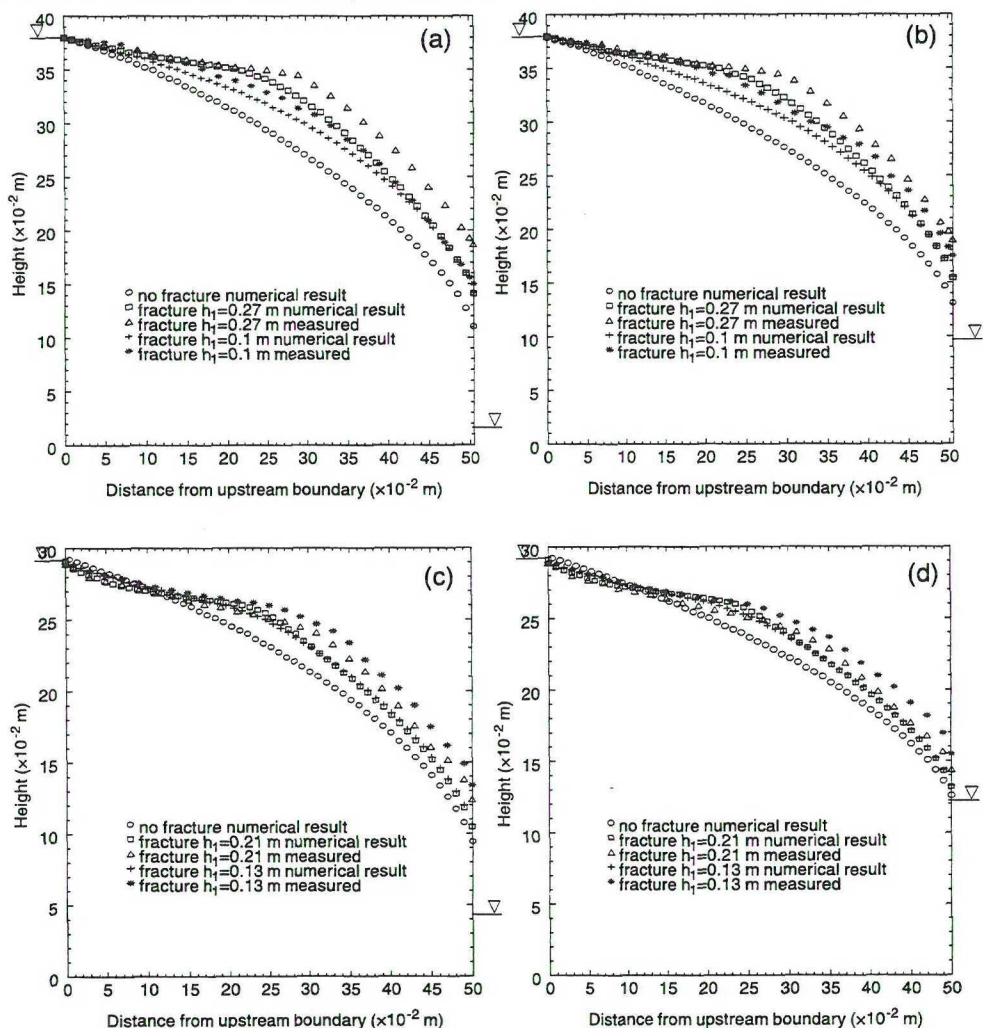 (a)
40
35
30
25
20
15
10
5
0
Height (×10⁻² m)
○ no fracture numerical result
□ fracture h₁=0.27 m numerical result
△ fracture h₁=0.27 m measured
+ fracture h₁=0.1 m numerical result
* fracture h₁=0.1 m measured
0 5 10 15 20 25 30 35 40 45 50
Distance from upstream boundary (×10⁻² m)
(b)
40
35
30
25
20
15
10
5
0
Height (×10⁻² m)
○ no fracture numerical result
□ fracture h₁=0.27 m numerical result
△ fracture h₁=0.27 m measured
+ fracture h₁=0.1 m numerical result
* fracture h₁=0.1 m measured
0 5 10 15 20 25 30 35 40 45 50
Distance from upstream boundary (×10⁻² m)
(c)
30
25
20
15
10
5
0
Height (×10⁻² m)
○ no fracture numerical result
□ fracture h₁=0.21 m numerical result
△ fracture h₁=0.21 m measured
+ fracture h₁=0.13 m numerical result
* fracture h₁=0.13 m measured
0 5 10 15 20 25 30 35 40 45 50
Distance from upstream boundary (×10⁻² m)
(d)
30
25
20
15
10
5
0
Height (×10⁻² m)
○ no fracture numerical result
□ fracture h₁=0.21 m numerical result
△ fracture h₁=0.21 m measured
+ fracture h₁=0.13 m numerical result
* fracture h₁=0.13 m measured
0 5 10 15 20 25 30 35 40 45 50
Distance from upstream boundary (×10⁻² m)